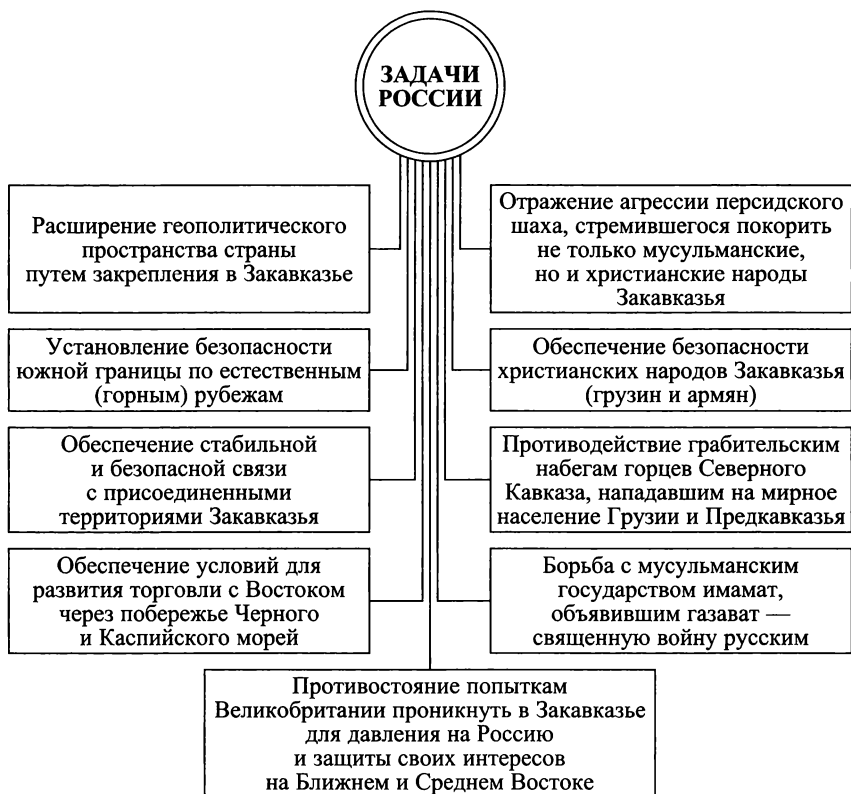 ЗАДАЧИ
РОССИИ
Расширение геополитического
пространства страны
путем закрепления в Закавказье
Установление безопасности
южной границы по естественным
(горным) рубежам
Обеспечение стабильной
и безопасной связи
с присоединенными
территориями Закавказья
Обеспечение условий для
развития торговли с Востоком
через побережье Черного
и Каспийского морей
Отражение агрессии персидского
шаха, стремившегося покорить
не только мусульманские,
но и христианские народы
Закавказья
Обеспечение безопасности
христианских народов Закавказья
(грузин и армян)
Противодействие грабительским
набегам горцев Северного
Кавказа, нападавшим на мирное
население Грузии и Предкавказья
Борьба с мусульманским
государством имамат,
объявившим газават —
священную войну русским
Противостояние попыткам
Великобритании проникнуть в Закавказье
для давления на Россию
и защиты своих интересов
на Ближнем и Среднем Востоке